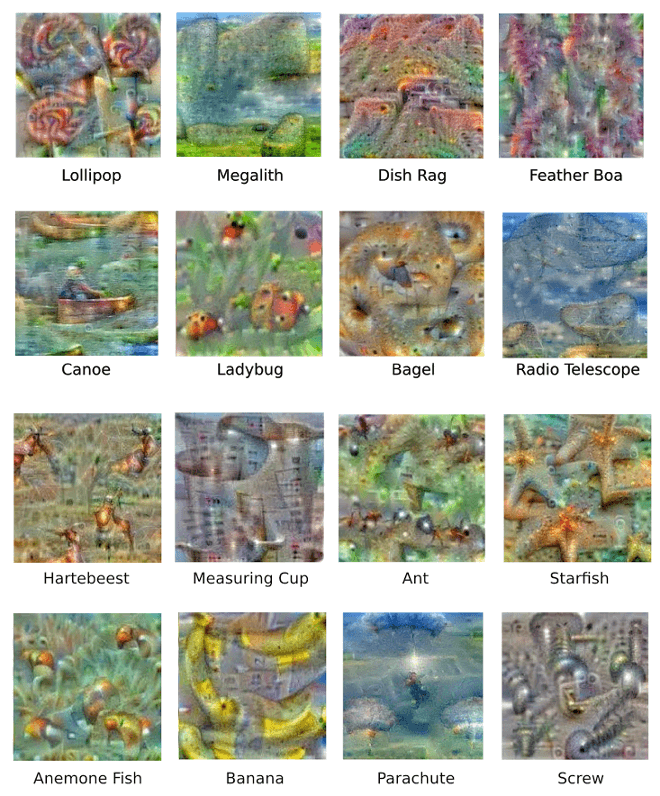 Lollipop
Megalith
Dish Rag
Feather Boa
Canoe
Ladybug
Bagel
Radio Telescope
Hartebeest
Measuring Cup
Ant
Starfish
Anemone Fish
Banana
Parachute
Screw